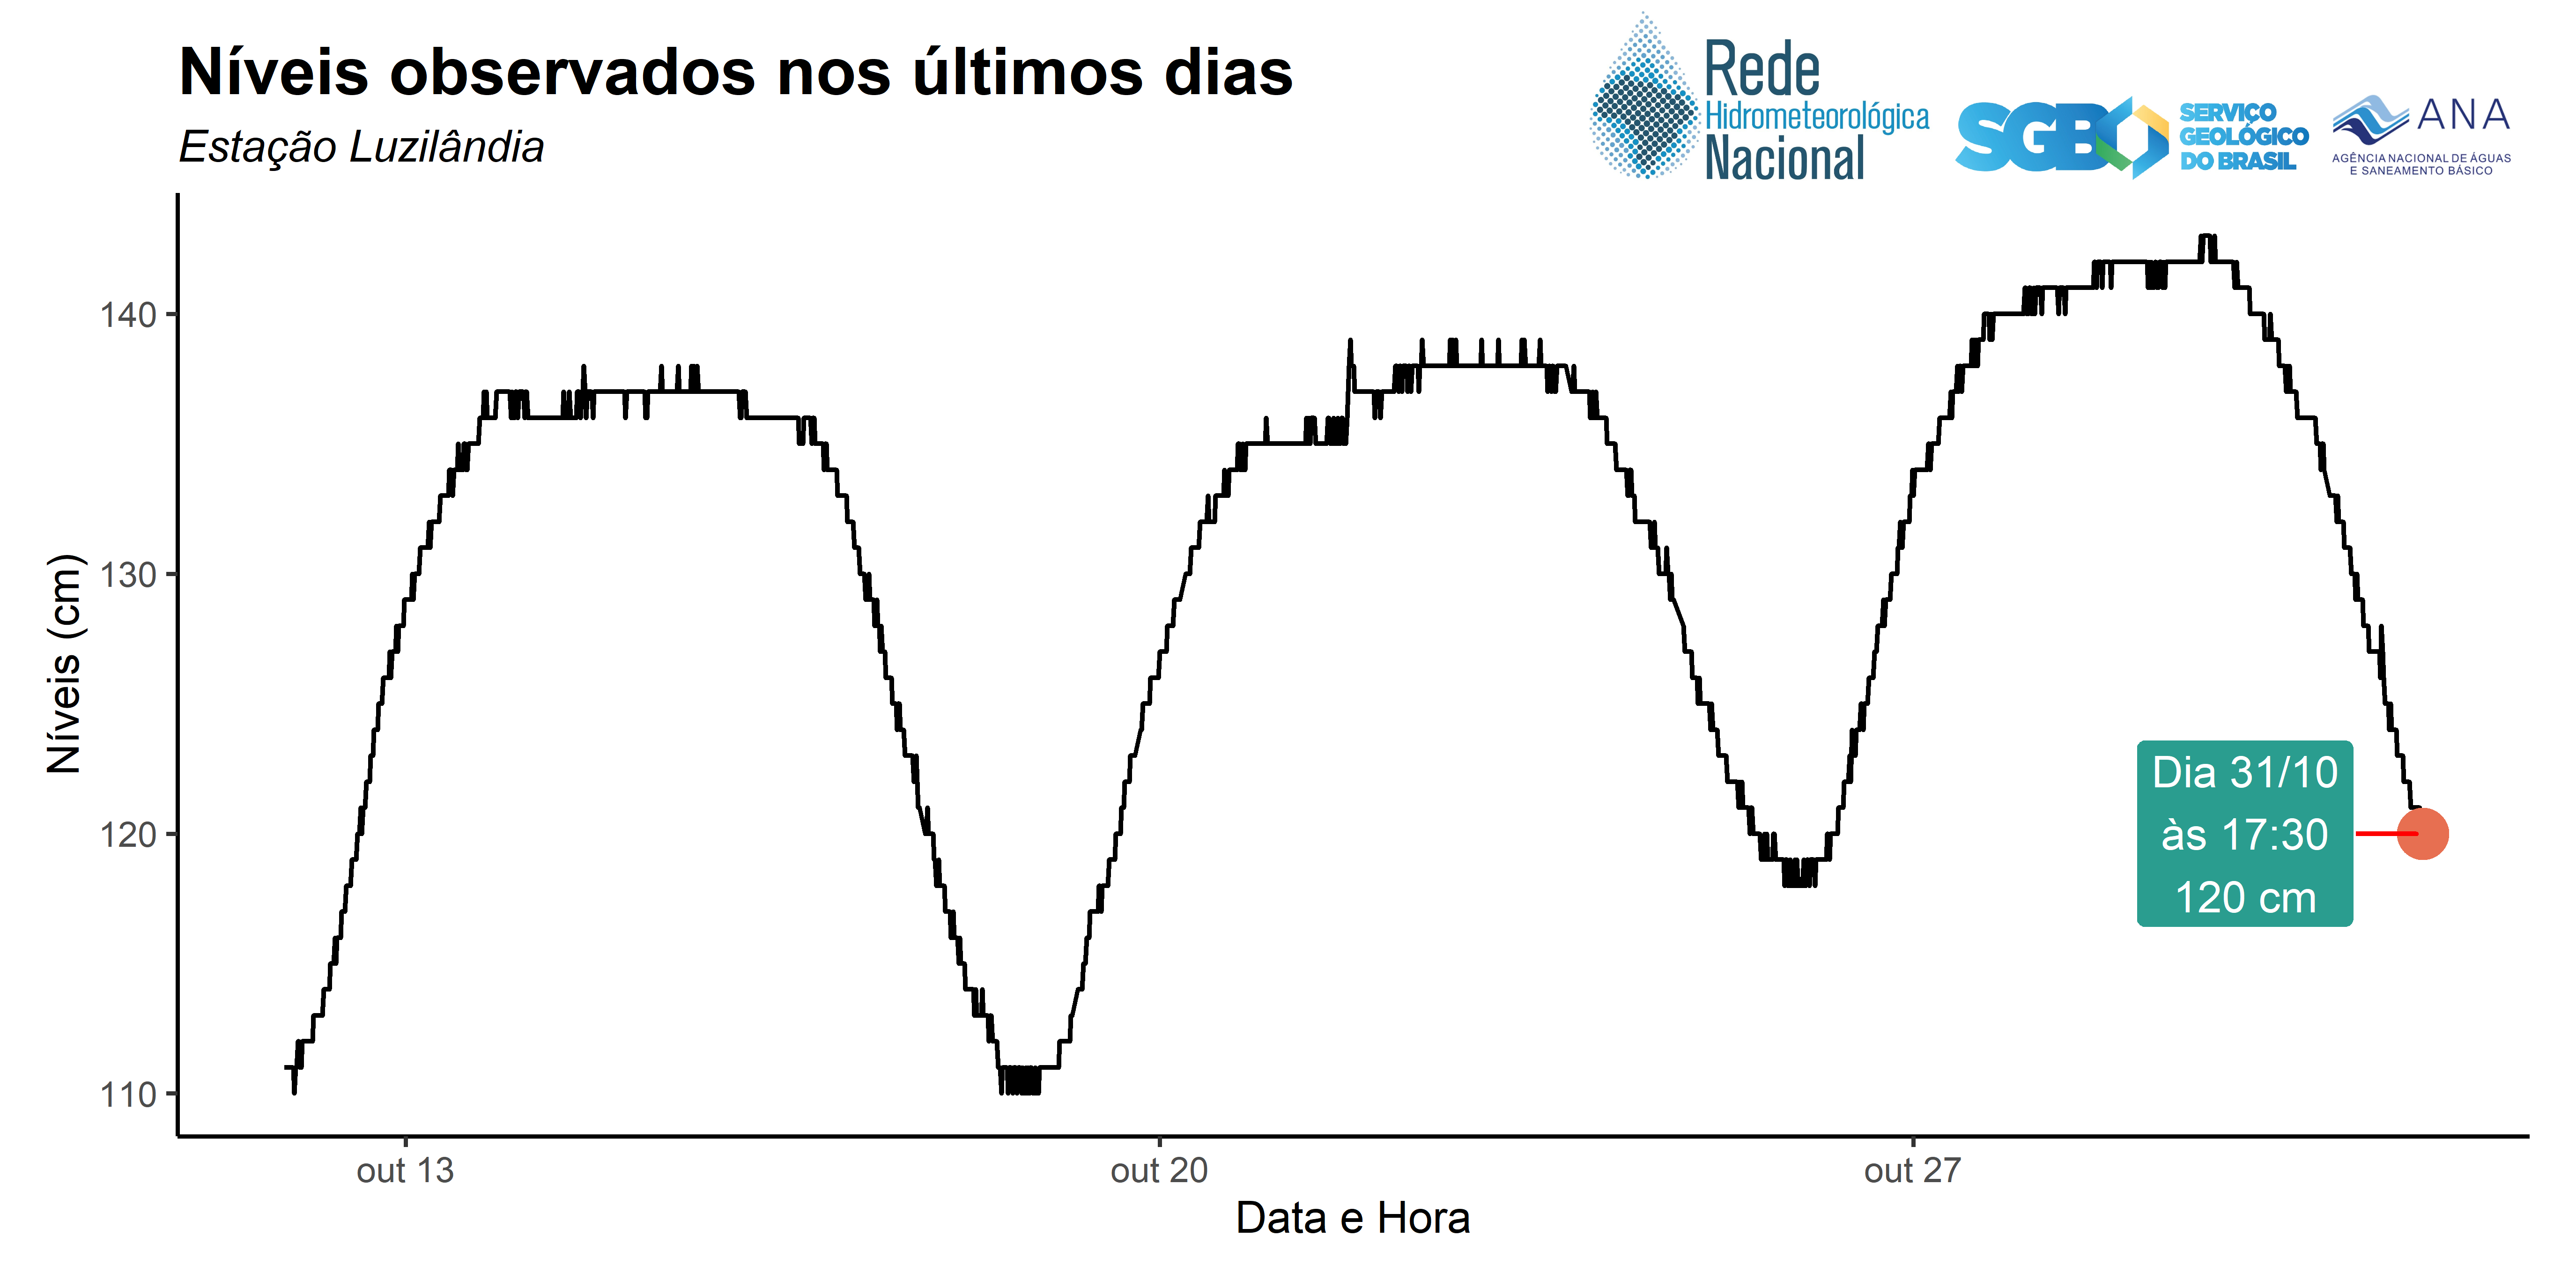 Níveis observados nos últimos dias
Estação Luzilândia
Rede
Hidrometeorológica
Nacional
SGB
SERVIÇO
GEOLÓGICO
DO BRASIL
ANA
AGÊNCIA NACIONAL DE ÁGUAS
E SANEAMENTO BÁSICO
Níveis (cm)
140
130
120
110
Dia 31/10
às 17:30
120 cm
out 13
out 20
out 27
Data e Hora